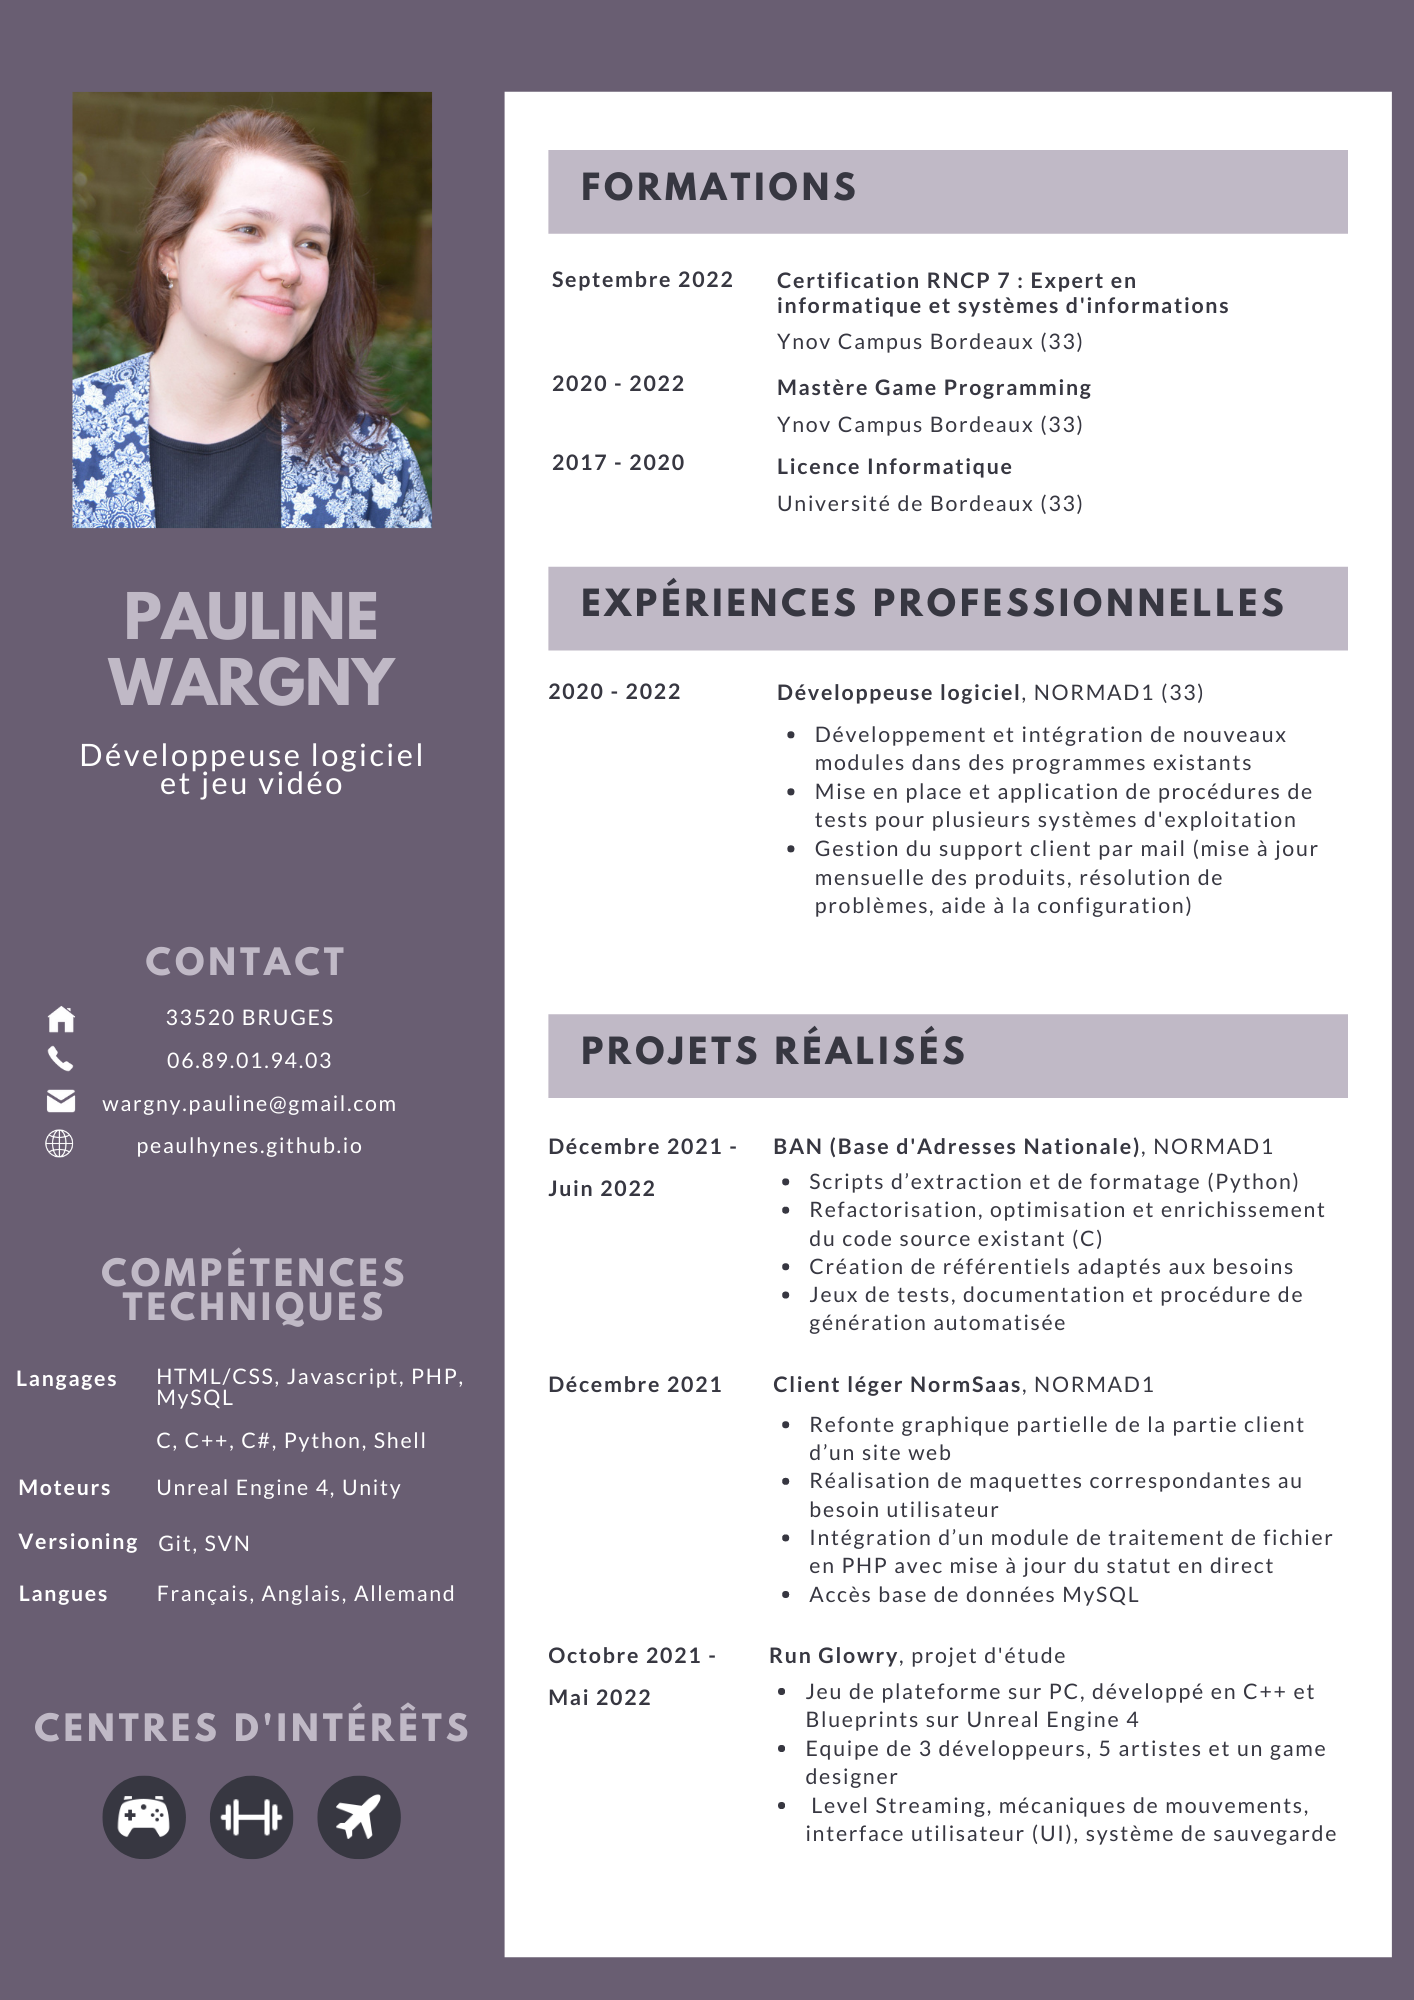 PAULINE
WARGNY
Développeuse logiciel
et jeu vidéo
CONTACT
33520 BRUGES
06.89.01.94.03
wargny.pauline@gmail.com
peaulhynes.github.io
COMPÉTENCES
TECHNIQUES
Langages HTML/CSS, Javascript, PHP,
MySQL
C, C++, C#, Python, Shell
Moteurs Unreal Engine 4, Unity
Versioning Git, SVN
Langues Français, Anglais, Allemand
CENTRES D'INTÉRÊTS
FORMATIONS
Septembre 2022 Certification RNCP 7 : Expert en
informatique et systèmes d'informations
Ynov Campus Bordeaux (33)
2020 - 2022 Mastère Game Programming
Ynov Campus Bordeaux (33)
2017 - 2020 Licence Informatique
Université de Bordeaux (33)
EXPÉRIENCES PROFESSIONNELLES
2020 - 2022 Développeuse logiciel, NORMAD1 (33)
• Développement et intégration de nouveaux
modules dans des programmes existants
• Mise en place et application de procédures de
tests pour plusieurs systèmes d'exploitation
• Gestion du support client par mail (mise à jour
mensuelle des produits, résolution de
problèmes, aide à la configuration)
PROJETS RÉALISÉS
Décembre 2021 -
Juin 2022
BAN (Base d'Adresses Nationale), NORMAD1
• Scripts d’extraction et de formatage (Python)
• Refactorisation, optimisation et enrichissement
du code source existant (C)
• Création de référentiels adaptés aux besoins
• Jeux de tests, documentation et procédure de
génération automatisée
Décembre 2021 Client léger NormSaas, NORMAD1
• Refonte graphique partielle de la partie client
d’un site web
• Réalisation de maquettes correspondantes au
besoin utilisateur
• Intégration d’un module de traitement de fichier
en PHP avec mise à jour du statut en direct
• Accès base de données MySQL
Octobre 2021 -
Mai 2022
Run Glowry, projet d'étude
• Jeu de plateforme sur PC, développé en C++ et
Blueprints sur Unreal Engine 4
• Equipe de 3 développeurs, 5 artistes et un game
designer
• Level Streaming, mécaniques de mouvements,
interface utilisateur (UI), système de sauvegarde